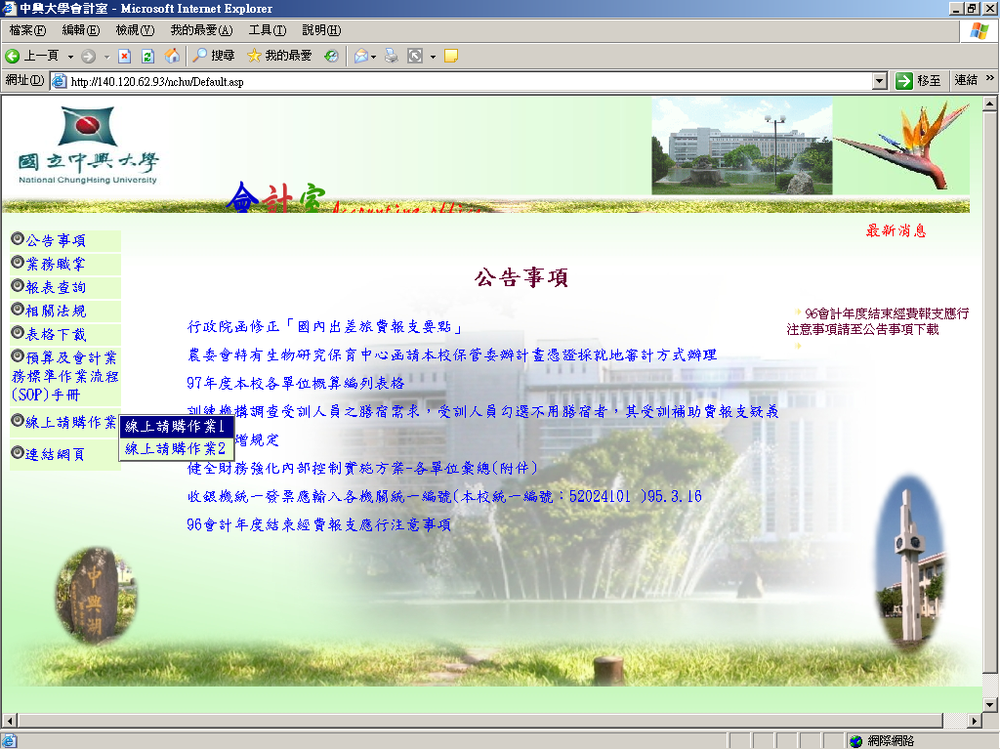 中興大學會計室 - Microsoft Internet Explorer
檔案(F) 編輯(E) 檢視(V) 我的最愛(A) 工具(T) 說明(H)
上一頁 搜尋 我的最愛
網址(D) http://140.120.62.93/nchu/Default.asp 移至 連結 »
國立中興大學
National ChungHsing University
會計室 Accounting office
最新消息
公告事項
業務職掌
報表查詢
相關法規
表格下載
預算及會計業
務標準作業流程
(SOP)手冊
線上請購作業
線上請購作業1
線上請購作業2
連結網頁
公告事項
行政院函修正「國內出差旅費報支要點」
農委會特有生物研究保育中心函請本校保管委辦計畫憑證採就地審計方式辦理
97年度本校各單位概算編列表格
訓練機構調查受訓人員之膳宿需求，受訓人員勾選不用膳宿者，其受訓補助費報支疑義
增規定
健全財務強化內部控制實施方案-各單位彙總(附件)
收銀機統一發票應輸入各機關統一編號(本校統一編號：52024101 )95.3.16
96會計年度結束經費報支應行注意事項
96會計年度結束經費報支應行
注意事項請至公告事項下載
中興湖
網際網路